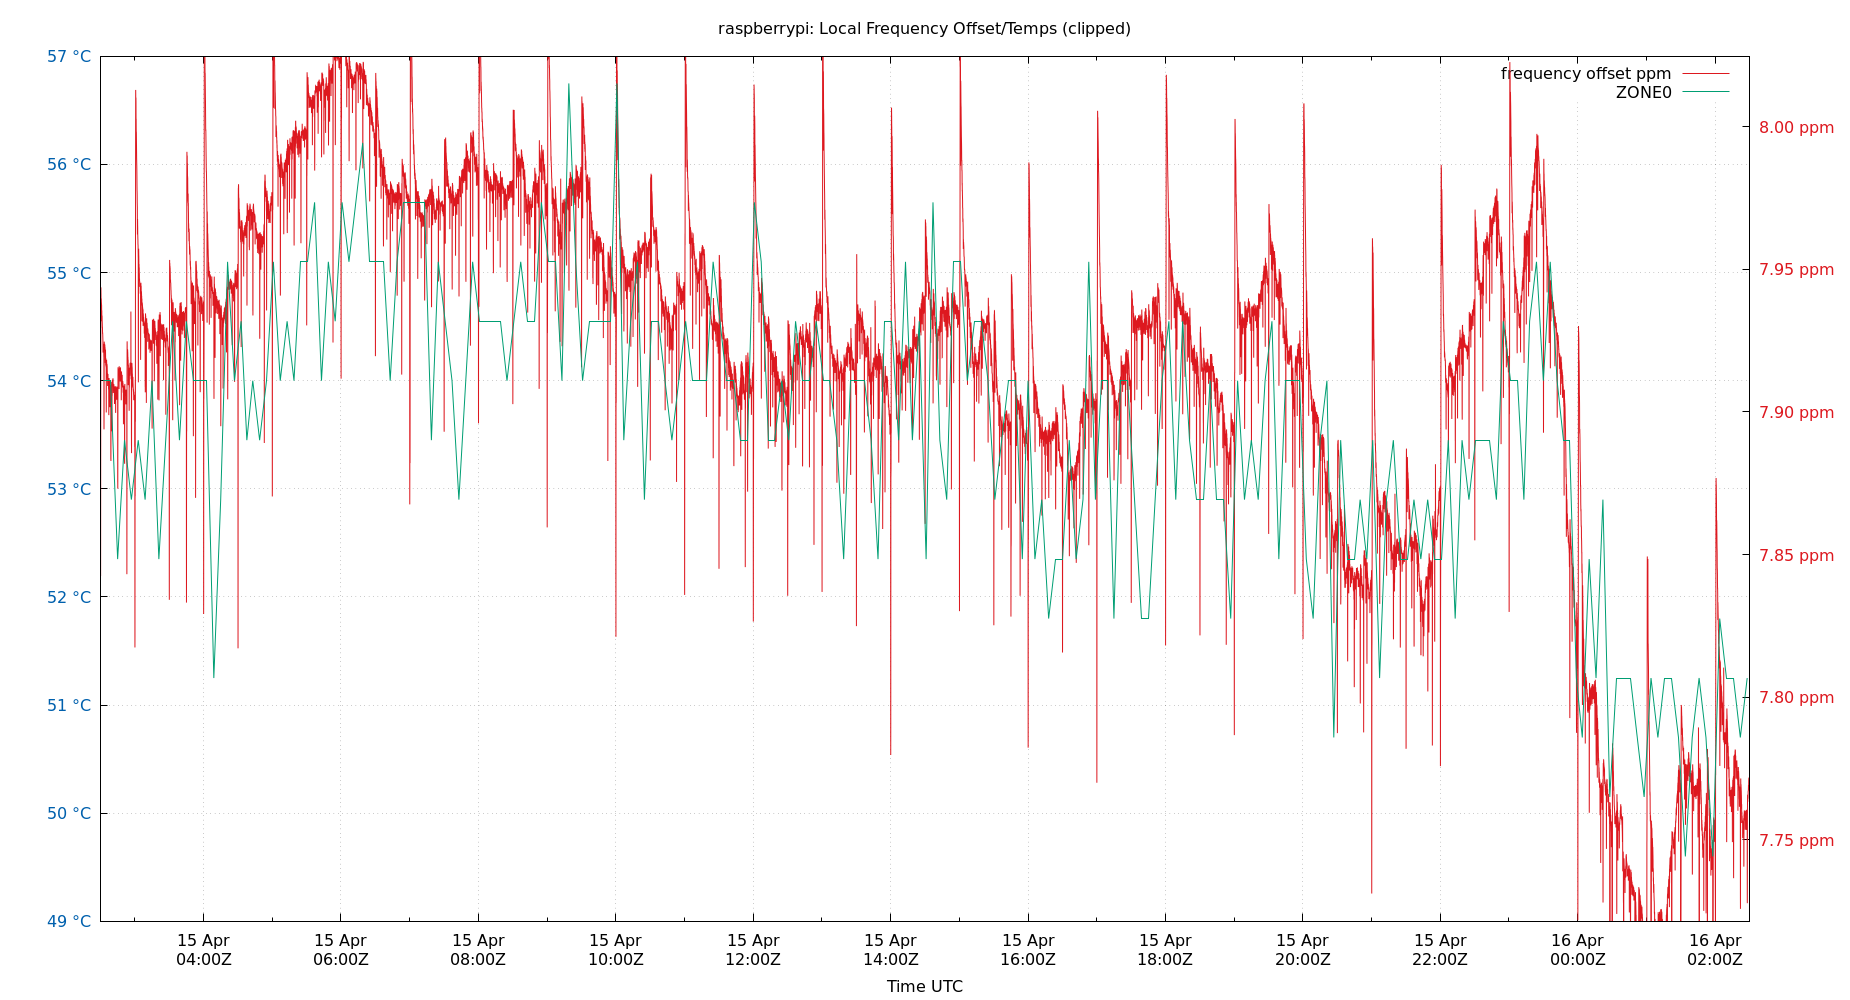 raspberrypi: Local Frequency Offset/Temps (clipped)
57 °C
56 °C
55 °C
54 °C
53 °C
52 °C
51 °C
50 °C
49 °C
frequency offset ppm
ZONE0
8.00 ppm
7.95 ppm
7.90 ppm
7.85 ppm
7.80 ppm
7.75 ppm
15 Apr 15 Apr 15 Apr 15 Apr 15 Apr 15 Apr 15 Apr 15 Apr 15 Apr 15 Apr 16 Apr 16 Apr
04:00Z 06:00Z 08:00Z 10:00Z 12:00Z 14:00Z 16:00Z 18:00Z 20:00Z 22:00Z 00:00Z 02:00Z
Time UTC